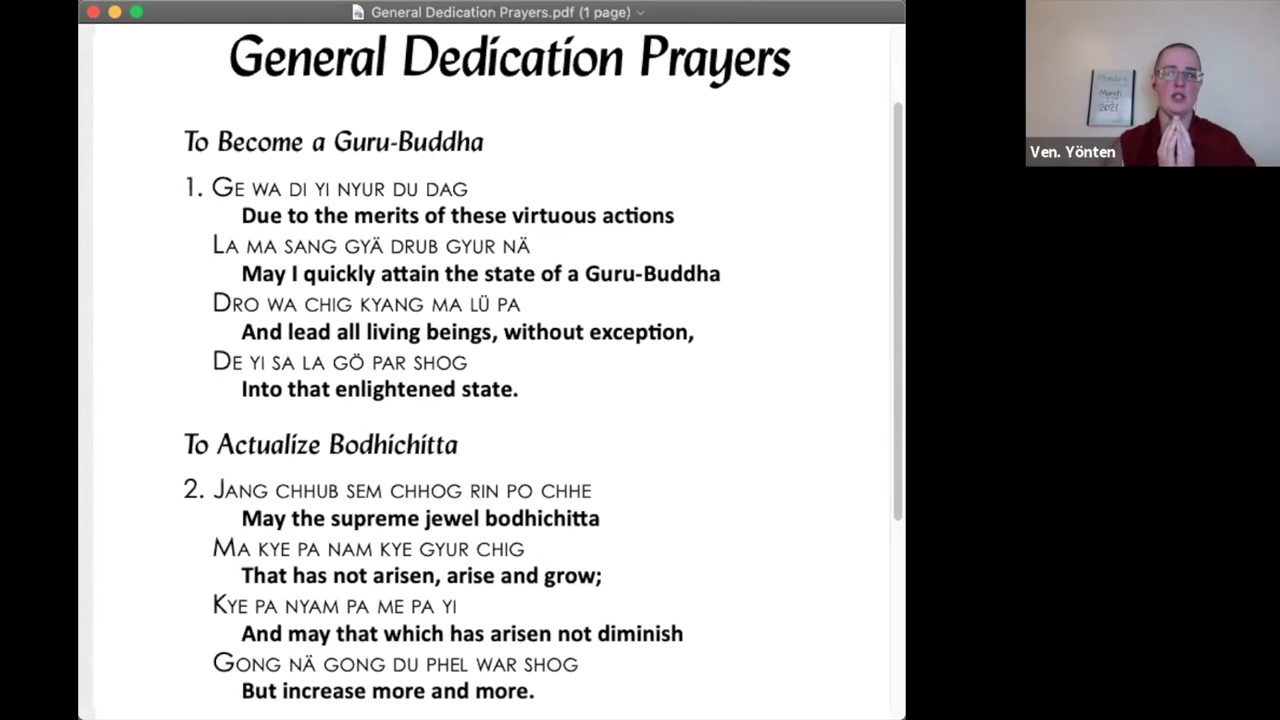 General Dedication Prayers.pdf (1 page)
General Dedication Prayers
To Become a Guru-Buddha
1. GE WA DI YI NYUR DU DAG
Due to the merits of these virtuous actions
LA MA SANG GYÄ DRUB GYUR NÄ
May I quickly attain the state of a Guru-Buddha
DRO WA CHIG KYANG MA LÜ PA
And lead all living beings, without exception,
DE YI SA LA GÖ PAR SHOG
Into that enlightened state.
To Actualize Bodhichitta
2. JANG CHHUB SEM CHHOG RIN PO CHHE
May the supreme jewel bodhichitta
MA KYE PA NAM KYE GYUR CHIG
That has not arisen, arise and grow;
KYE PA NYAM PA ME PA YI
And may that which has arisen not diminish
GONG NÄ GONG DU PHEL WAR SHOG
But increase more and more.
Monday
March
2021
Ven. Yönten